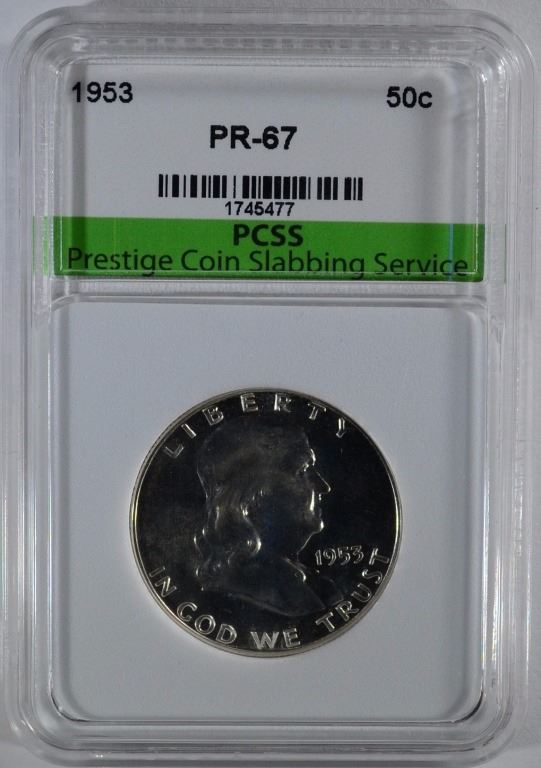 1953 50c
PR-67
1745477
PCSS
Prestige Coin Slabbing Service
LIBERTY
1953
IN GOD WE TRUST